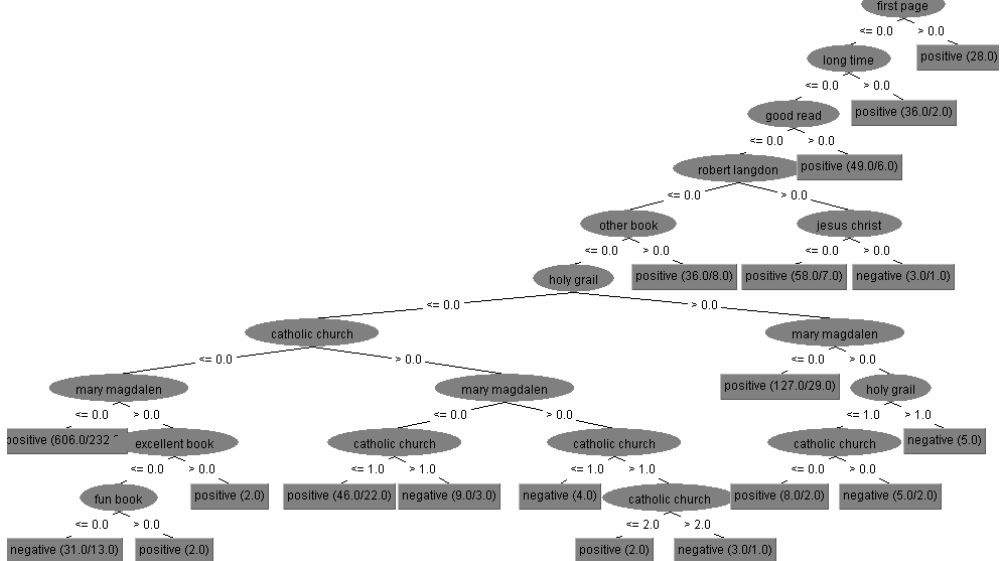 first page
<= 0.0 > 0.0
long time positive (28.0)
<= 0.0 > 0.0
good read positive (36.0/2.0)
<= 0.0 > 0.0
robert langdon positive (49.0/6.0)
<= 0.0 > 0.0
other book jesus christ
<= 0.0 > 0.0 <= 0.0 > 0.0
holy grail positive (36.0/8.0) positive (58.0/7.0) negative (3.0/1.0)
<= 0.0 > 0.0
catholic church mary magdalen
<= 0.0 > 0.0 <= 0.0 > 0.0
mary magdalen mary magdalen positive (127.0/29.0) holy grail
<= 0.0 > 0.0 <= 0.0 > 0.0 <= 1.0 > 1.0
positive (606.0/232 excellent book catholic church catholic church catholic church negative (5.0)
<= 0.0 > 0.0 <= 1.0 > 1.0 <= 1.0 > 1.0 <= 0.0 > 0.0
fun book positive (2.0) positive (46.0/22.0) negative (9.0/3.0) negative (4.0) catholic church positive (8.0/2.0) negative (5.0/2.0)
<= 0.0 > 0.0 <= 2.0 > 2.0
negative (31.0/13.0) positive (2.0) positive (2.0) negative (3.0/1.0)